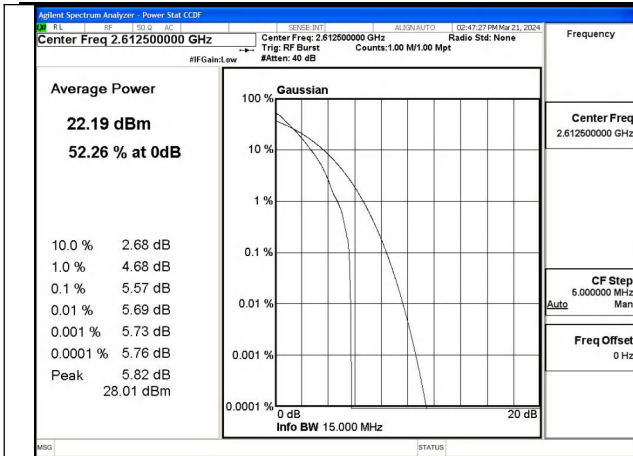 Agilent Spectrum Analyzer - Power Stat CCDF
RL RF 50 Ω AC SENSE:INT ALIGN AUTO 02:47:27 PM Mar 21, 2024
Center Freq 2.612500000 GHz
Center Freq: 2.612500000 GHz Radio Std: None
Trig: RF Burst Counts:1.00 M/1.00 Mpt
#IFGain:Low #Atten: 40 dB
Frequency
Average Power
22.19 dBm
52.26 % at 0dB
10.0 % 2.68 dB
1.0 % 4.68 dB
0.1 % 5.57 dB
0.01 % 5.69 dB
0.001 % 5.73 dB
0.0001 % 5.76 dB
Peak 5.82 dB
28.01 dBm
Gaussian
100 %
10 %
1 %
0.1 %
0.01 %
0.001 %
0.0001 %
0 dB 20 dB
Info BW 15.000 MHz
Center Freq
2.612500000 GHz
CF Step
5.000000 MHz
Auto Man
Freq Offset
0 Hz
MSG STATUS